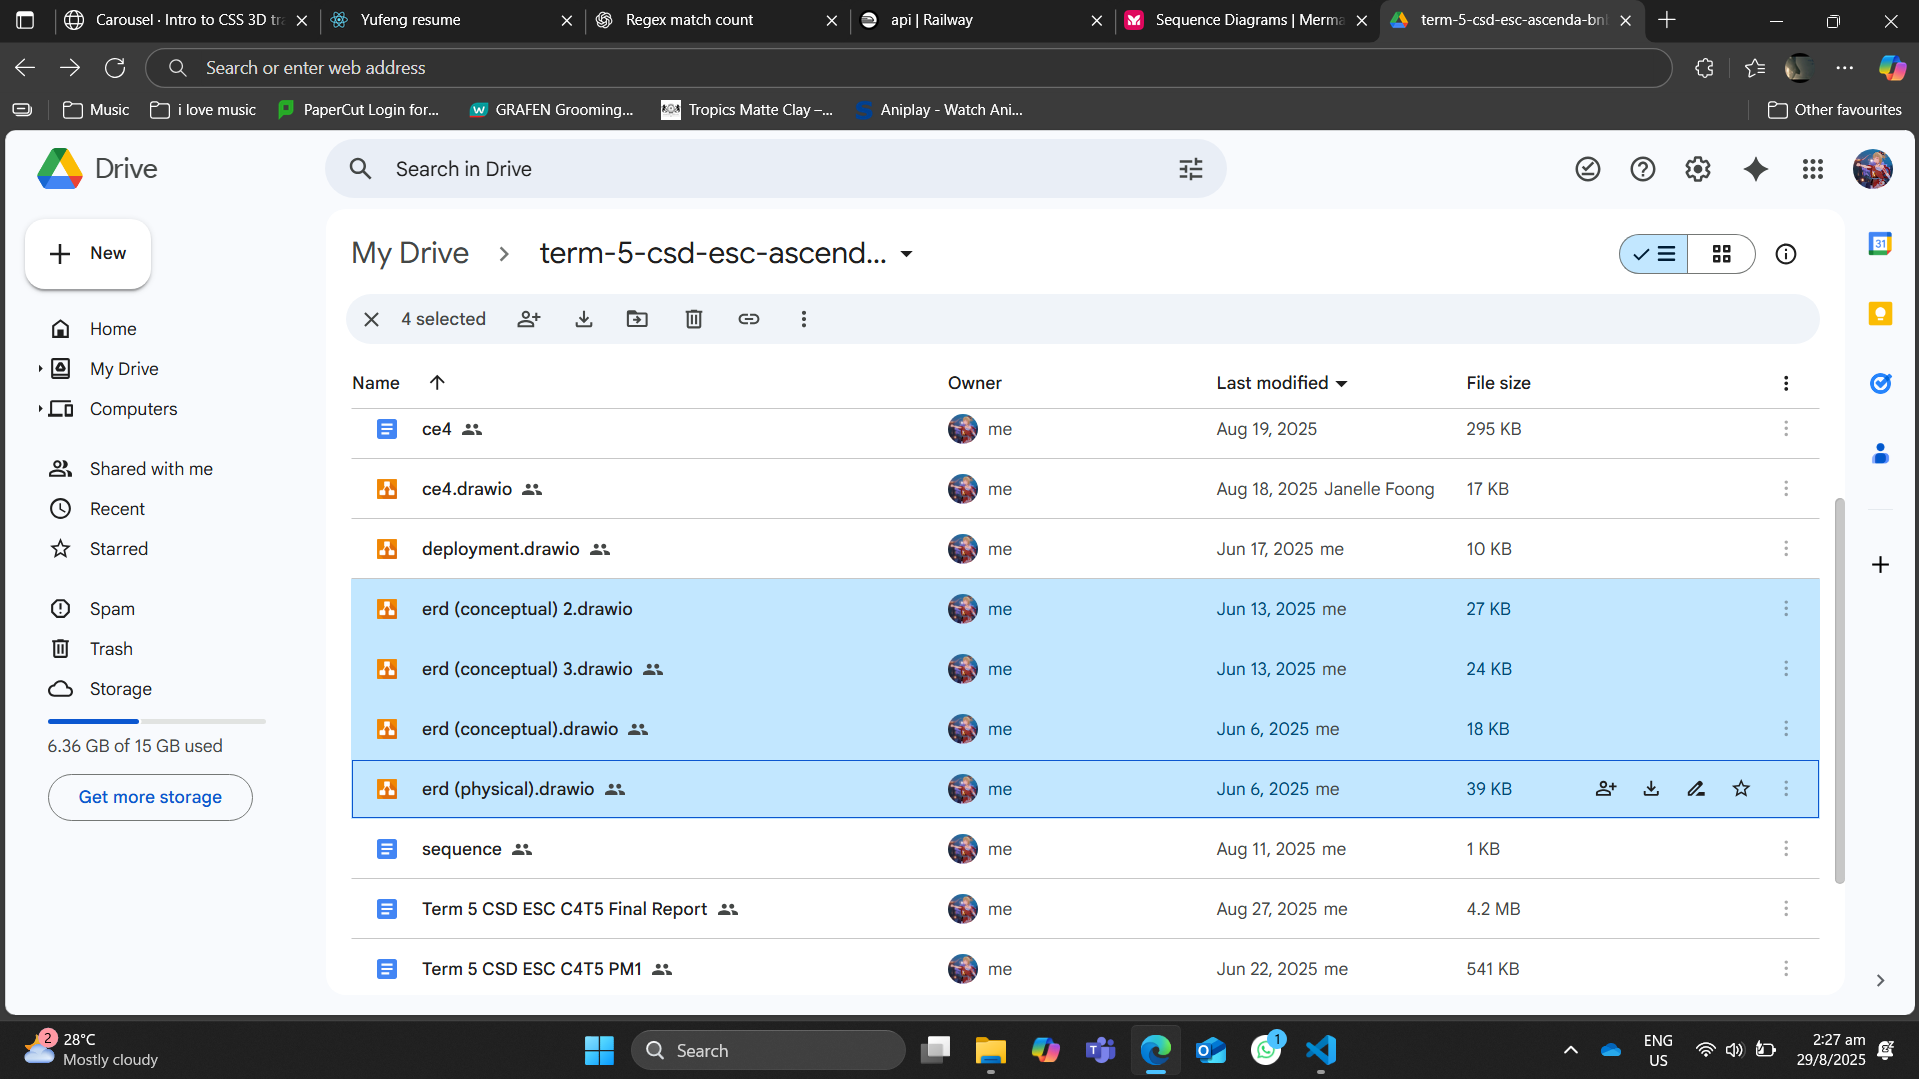 Carousel · Intro to CSS 3D tra
Yufeng resume
Regex match count
api | Railway
Sequence Diagrams | Merma
term-5-csd-esc-ascenda-bnl
Search or enter web address
Music
i love music
PaperCut Login for...
GRAFEN Grooming...
Tropics Matte Clay –...
Aniplay - Watch Ani...
Other favourites
Drive
Search in Drive
New
My Drive
term-5-csd-esc-ascend...
31
4 selected
Home
My Drive
Computers
Shared with me
Recent
Starred
Spam
Trash
Storage
6.36 GB of 15 GB used
Get more storage
Name Owner Last modified File size
ce4 me Aug 19, 2025 295 KB
ce4.drawio me Aug 18, 2025 Janelle Foong 17 KB
deployment.drawio me Jun 17, 2025 me 10 KB
erd (conceptual) 2.drawio me Jun 13, 2025 me 27 KB
erd (conceptual) 3.drawio me Jun 13, 2025 me 24 KB
erd (conceptual).drawio me Jun 6, 2025 me 18 KB
erd (physical).drawio me Jun 6, 2025 me 39 KB
sequence me Aug 11, 2025 me 1 KB
Term 5 CSD ESC C4T5 Final Report me Aug 27, 2025 me 4.2 MB
Term 5 CSD ESC C4T5 PM1 me Jun 22, 2025 me 541 KB
2
28°C
Mostly cloudy
Search
1
ENG
US
2:27 am
29/8/2025